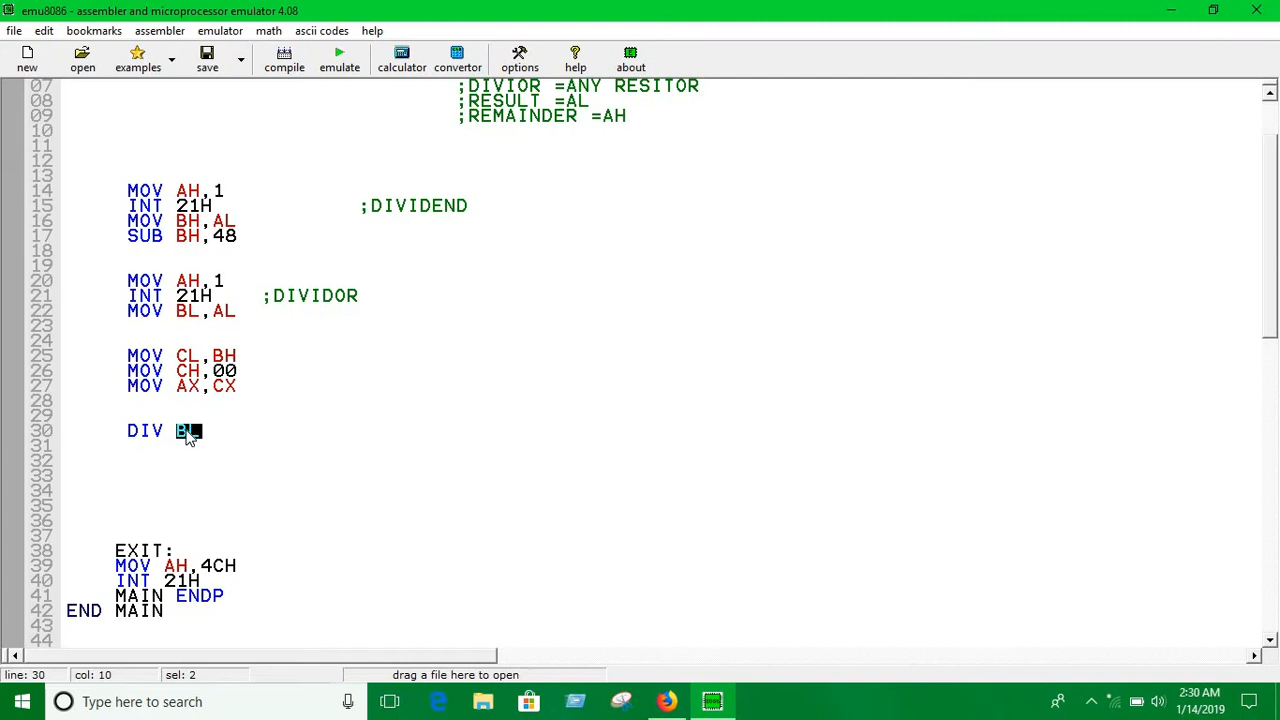 emu8086 - assembler and microprocessor emulator 4.08
file edit bookmarks assembler emulator math ascii codes help
new open examples save compile emulate calculator convertor options help about
07 ;DIVIOR =ANY RESITOR
08 ;RESULT =AL
09 ;REMAINDER =AH
10
11
12
13
14 MOV AH,1
15 INT 21H ;DIVIDEND
16 MOV BH,AL
17 SUB BH,48
18
19
20 MOV AH,1
21 INT 21H ;DIVIDOR
22 MOV BL,AL
23
24
25 MOV CL,BH
26 MOV CH,00
27 MOV AX,CX
28
29
30 DIV BL
31
32
33
34
35
36
37
38 EXIT:
39 MOV AH,4CH
40 INT 21H
41 MAIN ENDP
42 END MAIN
43
44
line: 30 col: 10 sel: 2 drag a file here to open
Type here to search 2:30 AM
1/14/2019